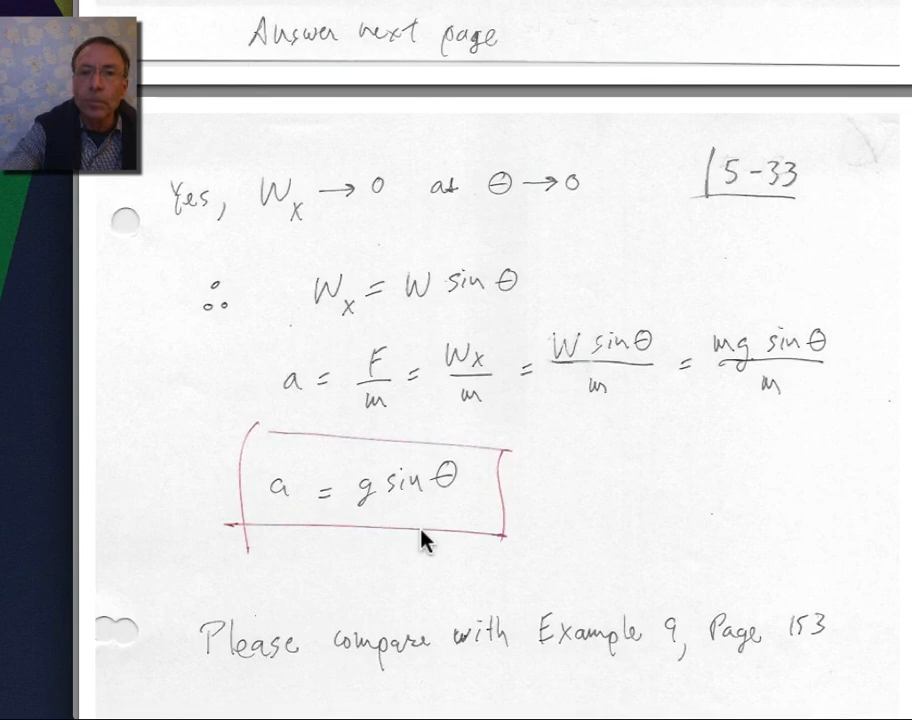 Answer next page
Yes, Wx → 0 as θ → 0
15-33
∴ Wx = W sin θ
a = F/m = Wx/m = W sin θ/m = mg sin θ/m
a = g sin θ
Please compare with Example 9, Page 153